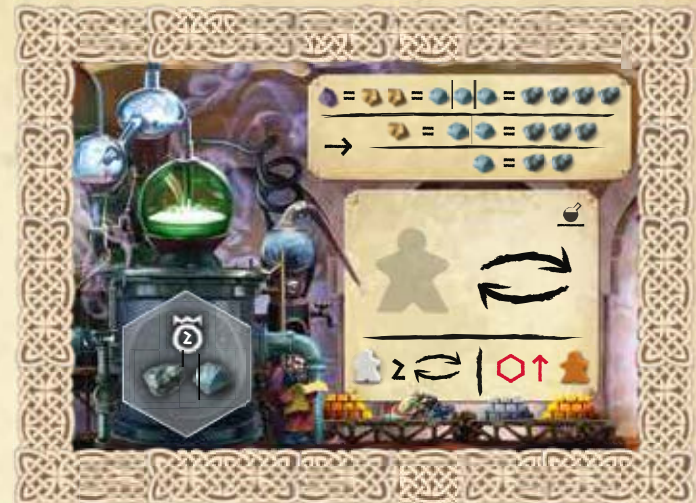 = = =
= =
=
2
2